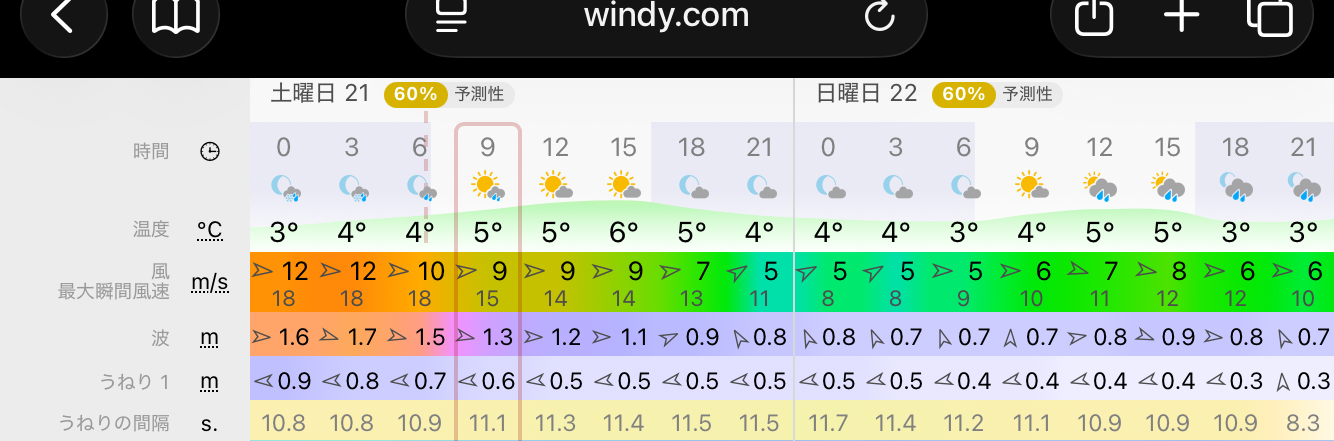 windy.com
土曜日 21 60% 予測性 日曜日 22 60% 予測性
時間 0 3 6 9 12 15 18 21 0 3 6 9 12 15 18 21
温度 °C 3° 4° 4° 5° 5° 6° 5° 4° 4° 4° 3° 4° 5° 5° 3° 3°
風 m/s 12 12 10 9 9 9 7 5 5 5 5 6 7 8 6 6
最大瞬間風速 18 18 18 15 14 14 13 11 8 8 9 10 11 12 12 10
波 m 1.6 1.7 1.5 1.3 1.2 1.1 0.9 0.8 0.8 0.7 0.7 0.7 0.8 0.9 0.8 0.7
うねり 1 m 0.9 0.8 0.7 0.6 0.5 0.5 0.5 0.5 0.5 0.5 0.4 0.4 0.4 0.4 0.3 0.3
うねりの間隔 s. 10.8 10.8 10.9 11.1 11.3 11.4 11.5 11.5 11.7 11.4 11.2 11.1 10.9 10.9 10.9 8.3